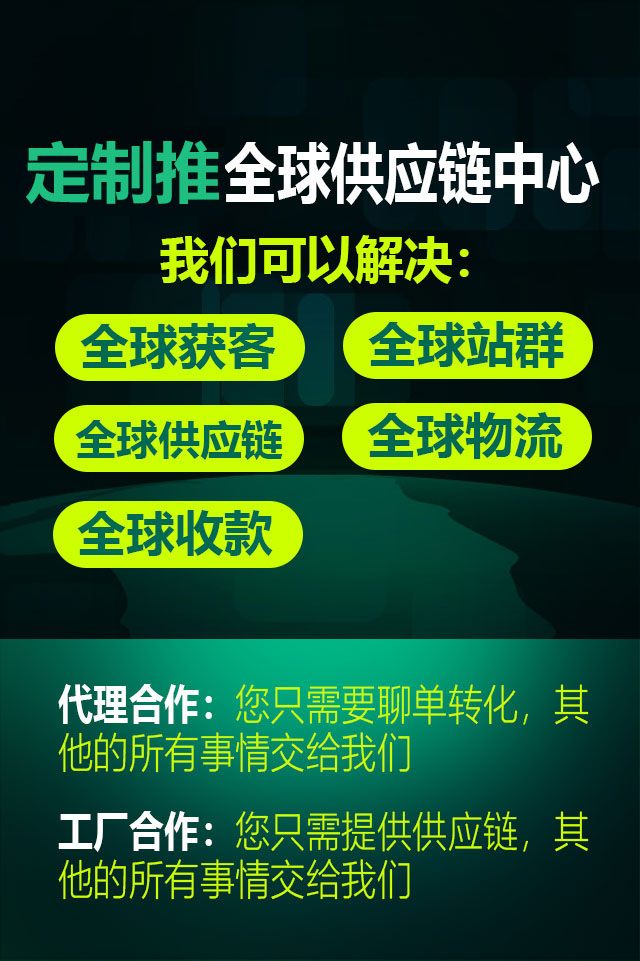 定制推全球供应链中心
我们可以解决：
全球获客
全球站群
全球供应链
全球物流
全球收款
代理合作：您只需要聊单转化，其
他的所有事情交给我们
工厂合作：您只需提供供应链，其
他的所有事情交给我们